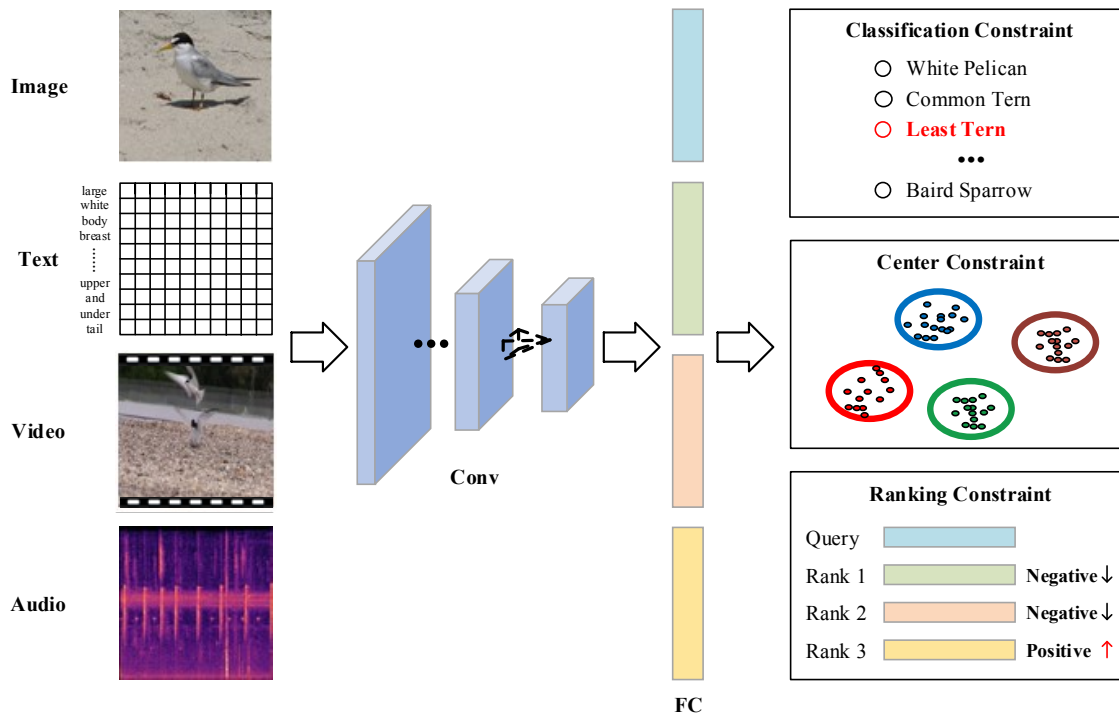 Image
Text
large
white
body
breast
upper
and
under
tail
Video
Audio
Conv
FC
Classification Constraint
White Pelican
Common Tern
Least Tern
Baird Sparrow
Center Constraint
Ranking Constraint
Query
Rank 1 Negative ↓
Rank 2 Negative ↓
Rank 3 Positive ↑